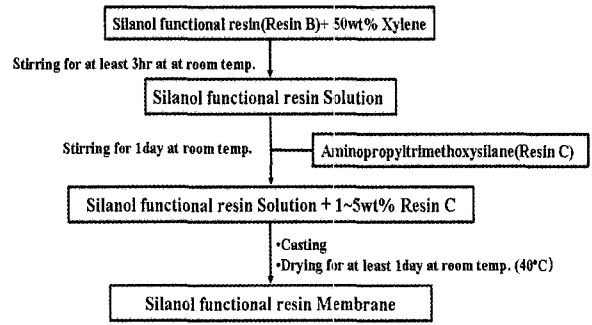 Silanol functional resin(Resin B)+ 50wt% Xylene
Stirring for at least 3hr at at room temp.
Silanol functional resin Solution
Stirring for 1day at room temp.
Aminopropyltrimethoxysilane(Resin C)
Silanol functional resin Solution + 1~5wt% Resin C
•Casting
•Drying for at least 1day at room temp. (40°C)
Silanol functional resin Membrane